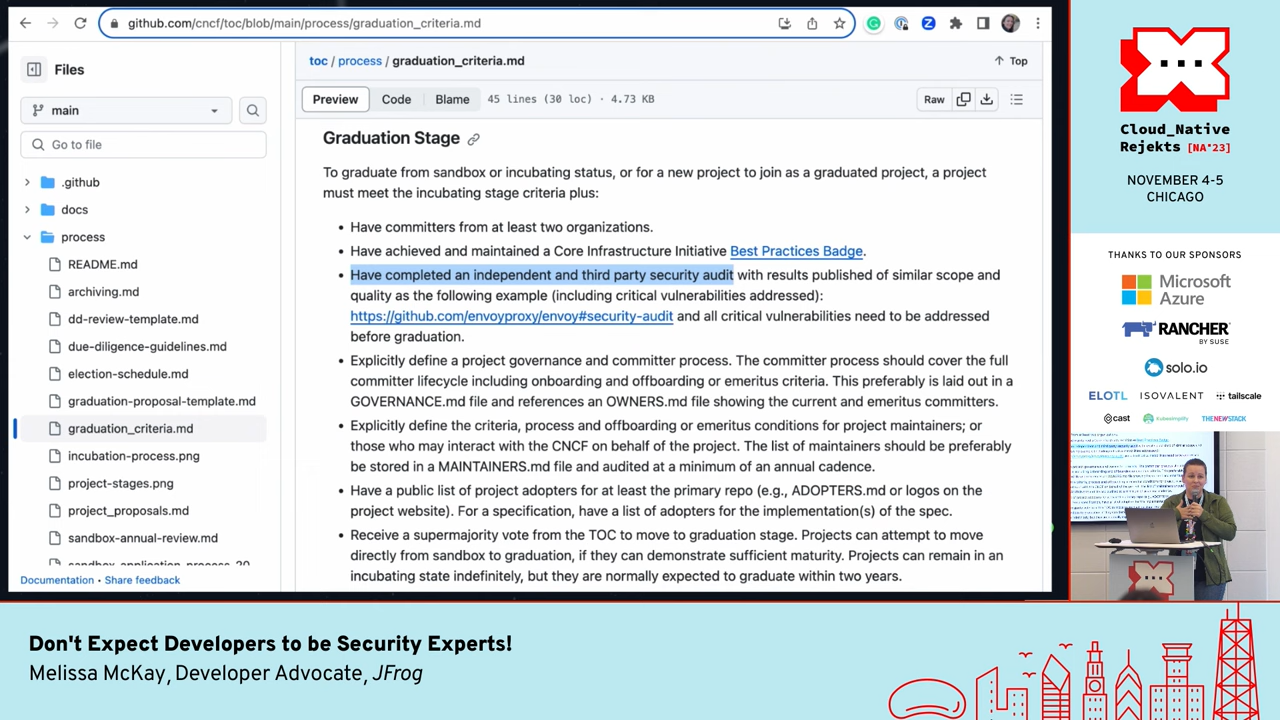 github.com/cncf/toc/blob/main/process/graduation_criteria.md
Files
main
Go to file
.github
docs
process
README.md
archiving.md
dd-review-template.md
due-diligence-guidelines.md
election-schedule.md
graduation-proposal-template.md
graduation_criteria.md
incubation-process.png
project-stages.png
project_proposals.md
sandbox-annual-review.md
Documentation • Share feedback
toc / process / graduation_criteria.md
Top
Preview
Code
Blame
45 lines (30 loc) · 4.73 KB
Raw
Graduation Stage
To graduate from sandbox or incubating status, or for a new project to join as a graduated project, a project
must meet the incubating stage criteria plus:
• Have committers from at least two organizations.
• Have achieved and maintained a Core Infrastructure Initiative Best Practices Badge.
• Have completed an independent and third party security audit with results published of similar scope and
quality as the following example (including critical vulnerabilities addressed):
https://github.com/envoyproxy/envoy#security-audit and all critical vulnerabilities need to be addressed
before graduation.
• Explicitly define a project governance and committer process. The committer process should cover the full
committer lifecycle including onboarding and offboarding or emeritus criteria. This preferably is laid out in a
GOVERNANCE.md file and references an OWNERS.md file showing the current and emeritus committers.
• Explicitly define the criteria, process and offboarding or emeritus conditions for project maintainers; or
those who may interact with the CNCF on behalf of the project. The list of maintainers should be preferably
be stored in a MAINTAINERS.md file and audited at a minimum of an annual cadence.
• Have a public list of project adopters for at least the primary repo (e.g., ADOPTERS.md or logos on the
project website). For a specification, have a list of adopters for the implementation(s) of the spec.
• Receive a supermajority vote from the TOC to move to graduation stage. Projects can attempt to move
directly from sandbox to graduation, if they can demonstrate sufficient maturity. Projects can remain in an
incubating state indefinitely, but they are normally expected to graduate within two years.
Cloud_Native
Rejekts [NA'23]
NOVEMBER 4-5
CHICAGO
THANKS TO OUR SPONSORS
Microsoft
Azure
RANCHER
BY SUSE
solo.io
ELOTL ISOVALENT tailscale
cast kubesimplify THENEWSTACK
Don't Expect Developers to be Security Experts!
Melissa McKay, Developer Advocate, JFrog